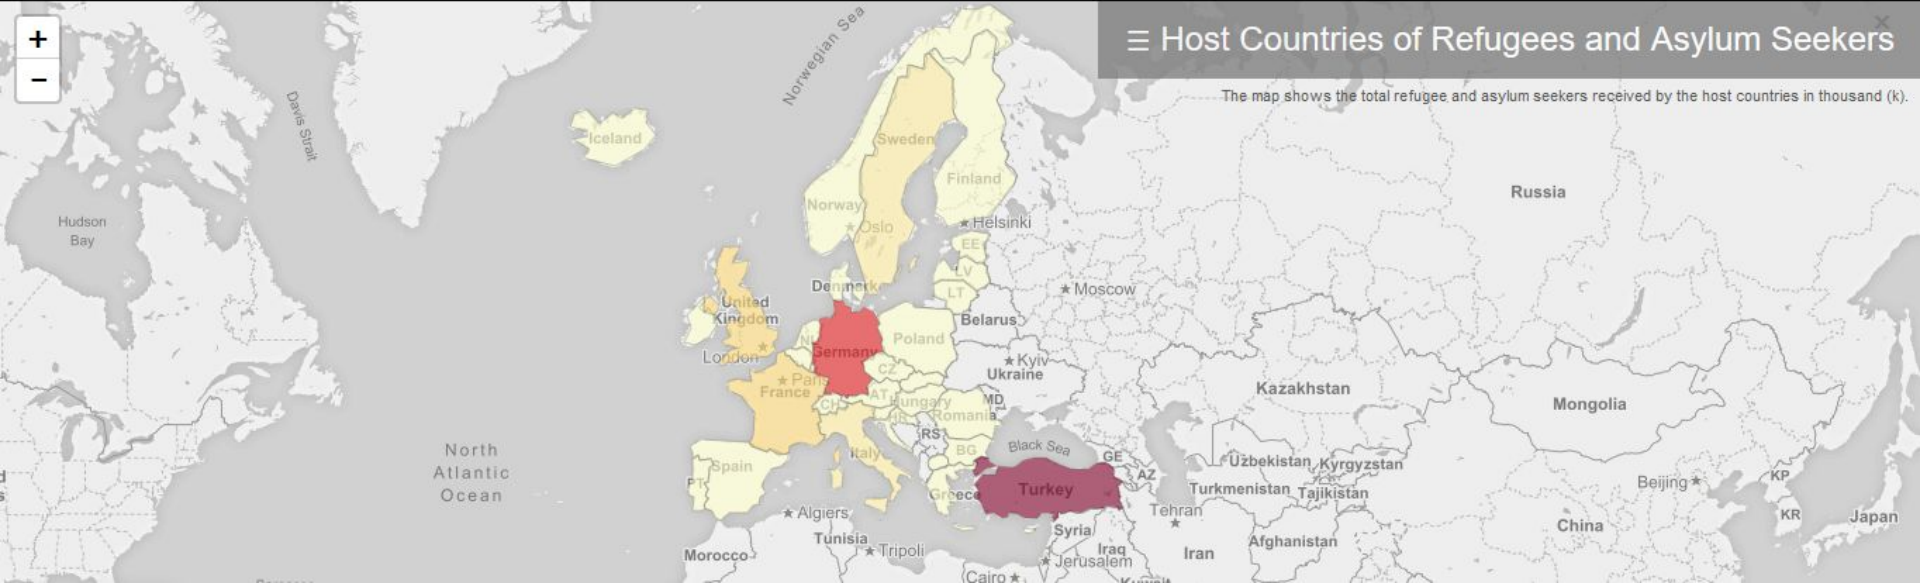 +
−
☰ Host Countries of Refugees and Asylum Seekers
×
The map shows the total refugee and asylum seekers received by the host countries in thousand (k).
Norwegian Sea
Davis Strait
Iceland
Sweden
Finland
Russia
Norway
Hudson
Bay
Oslo
Helsinki
EE
LV
LT
Denmark
Moscow
United
Kingdom
Belarus
Poland
London
Germany
Kyiv
Ukraine
CZ
Paris
France
Kazakhstan
Mongolia
CH
AT
Hungary
MD
HR
Romania
RS
Black Sea
North
Atlantic
Ocean
Italy
BG
GE
AZ
Uzbekistan
Kyrgyzstan
Spain
PT
Greece
Turkey
Turkmenistan
Tajikistan
Beijing
KP
KR
Japan
Algiers
Tehran
China
Syria
Tunisia
Tripoli
Morocco
Iraq
Iran
Afghanistan
Jerusalem
Cairo
Kuwait